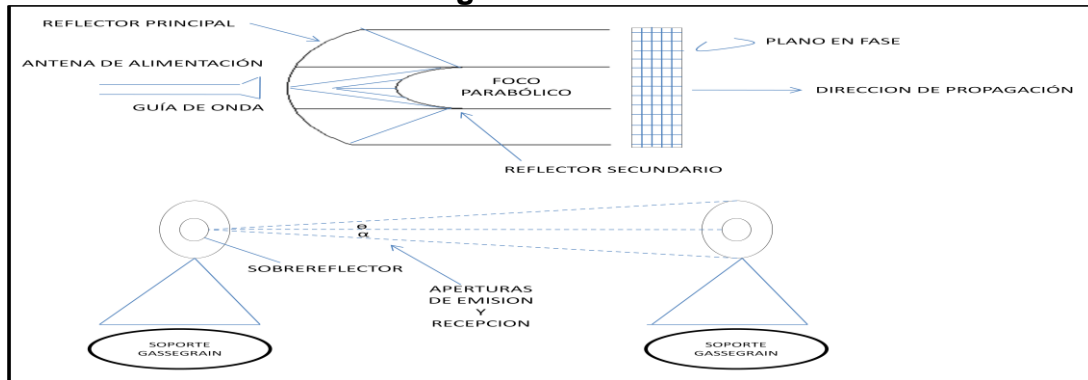 REFLECTOR PRINCIPAL
ANTENA DE ALIMENTACIÓN
GUÍA DE ONDA
FOCO
PARABÓLICO
PLANO EN FASE
DIRECCION DE PROPAGACIÓN
REFLECTOR SECUNDARIO
ɵ
α
SOBREREFLECTOR
APERTURAS
DE EMISION
Y
RECEPCION
SOPORTE
GASSEGRAIN
SOPORTE
GASSEGRAIN